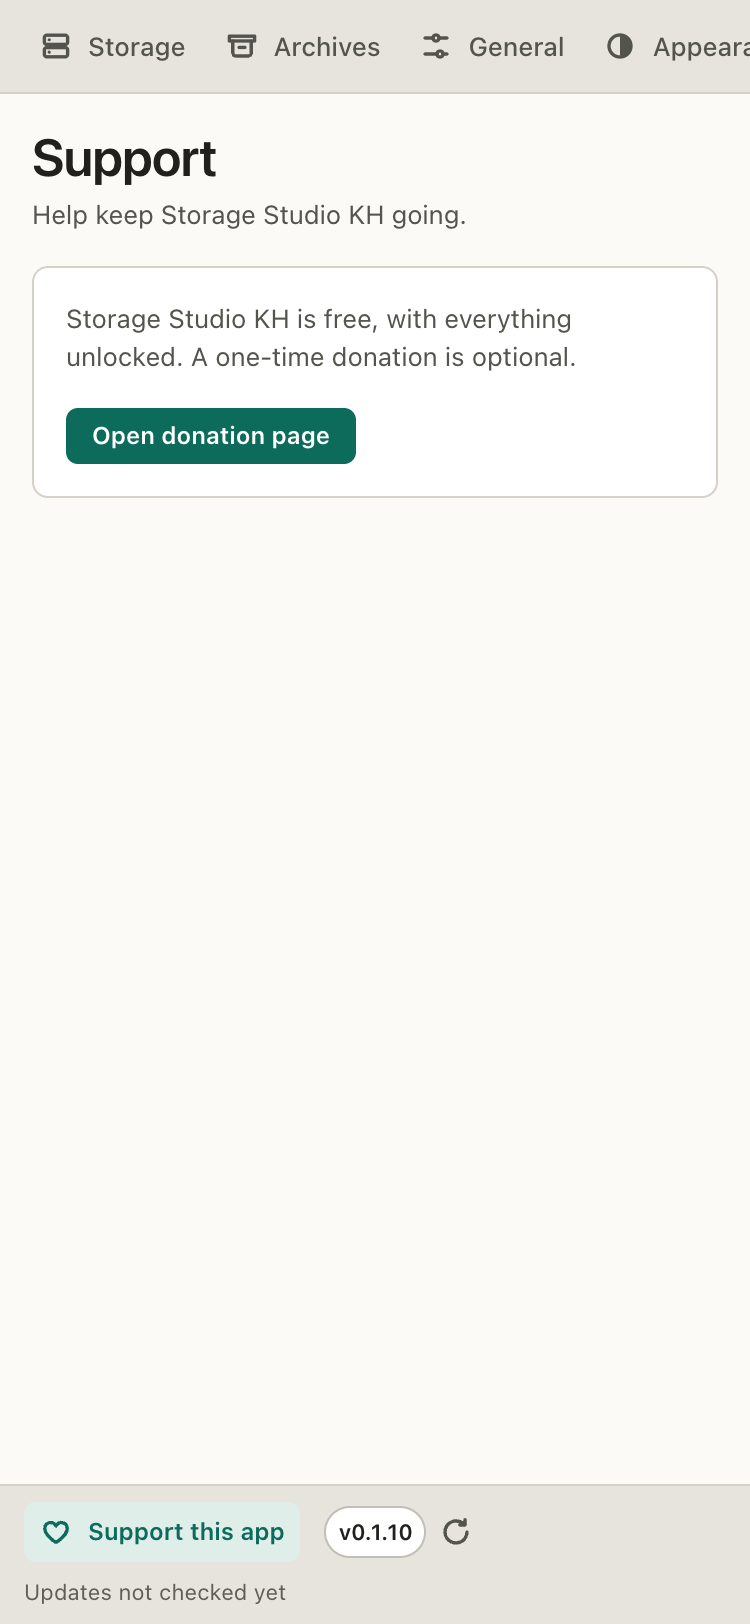 Storage Archives General Appeara
Support
Help keep Storage Studio KH going.
Storage Studio KH is free, with everything
unlocked. A one-time donation is optional.
Open donation page
Support this app v0.1.10
Updates not checked yet